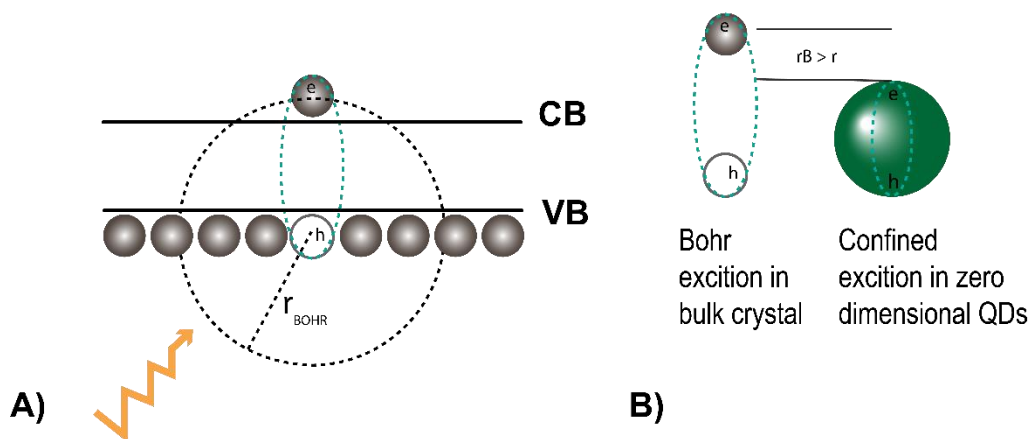 e
CB
VB
h
r BOHR
A)
e
rB > r
e
h
h
Bohr
excition in
bulk crystal
Confined
excition in zero
dimensional QDs
B)